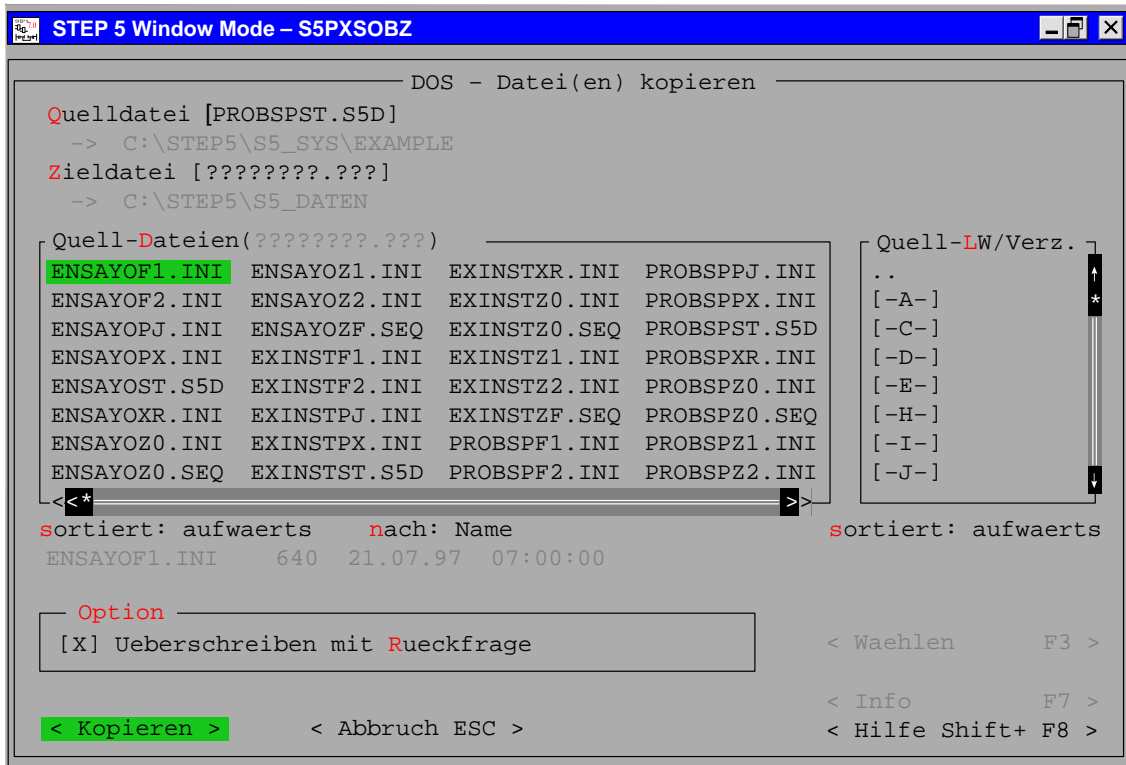 STEP 5 Window Mode – S5PXSOBZ
DOS – Datei(en) kopieren
Quelldatei [PROBSPST.S5D]
–> C:\STEP5\S5_SYS\EXAMPLE
Zieldatei [????????.???]
–> C:\STEP5\S5_DATEN
Quell-Dateien(????????.???) Quell-LW/Verz.
ENSAYOF1.INI ENSAYOZ1.INI EXINSTXR.INI PROBSPPJ.INI ..
ENSAYOF2.INI ENSAYOZ2.INI EXINSTZ0.INI PROBSPPX.INI [-A-]
ENSAYOPJ.INI ENSAYOZF.SEQ EXINSTZ0.SEQ PROBSPST.S5D [-C-]
ENSAYOPX.INI EXINSTF1.INI EXINSTZ1.INI PROBSPXR.INI [-D-]
ENSAYOST.S5D EXINSTF2.INI EXINSTZ2.INI PROBSPZ0.INI [-E-]
ENSAYOXR.INI EXINSTPJ.INI EXINSTZF.SEQ PROBSPZ0.SEQ [-H-]
ENSAYOZ0.INI EXINSTPX.INI PROBSPF1.INI PROBSPZ1.INI [-I-]
ENSAYOZ0.SEQ EXINSTST.S5D PROBSPF2.INI PROBSPZ2.INI [-J-]
sortiert: aufwaerts nach: Name sortiert: aufwaerts
ENSAYOF1.INI 640 21.07.97 07:00:00
Option
[X] Ueberschreiben mit Rueckfrage
< Waehlen F3 >
< Info F7 >
< Kopieren > < Abbruch ESC > < Hilfe Shift+ F8 >